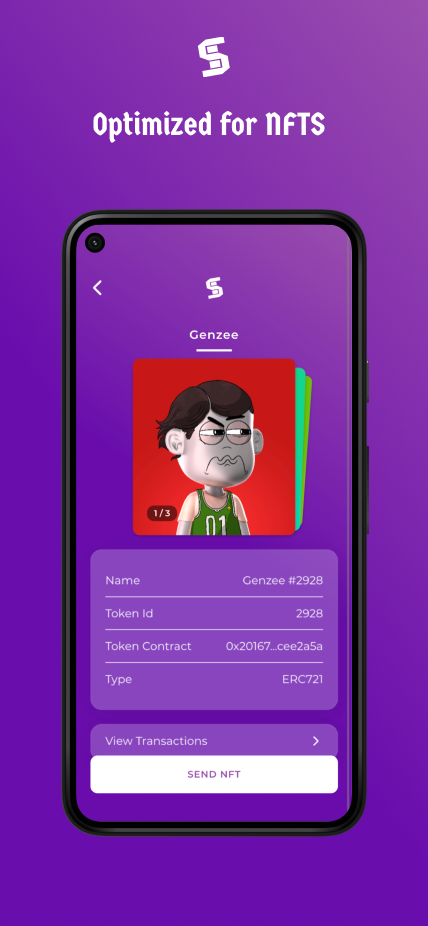 Optimized for NFTS
Genzee
01
1/3
Name Genzee #2928
Token Id 2928
Token Contract 0x20167...cee2a5a
Type ERC721
View Transactions
SEND NFT